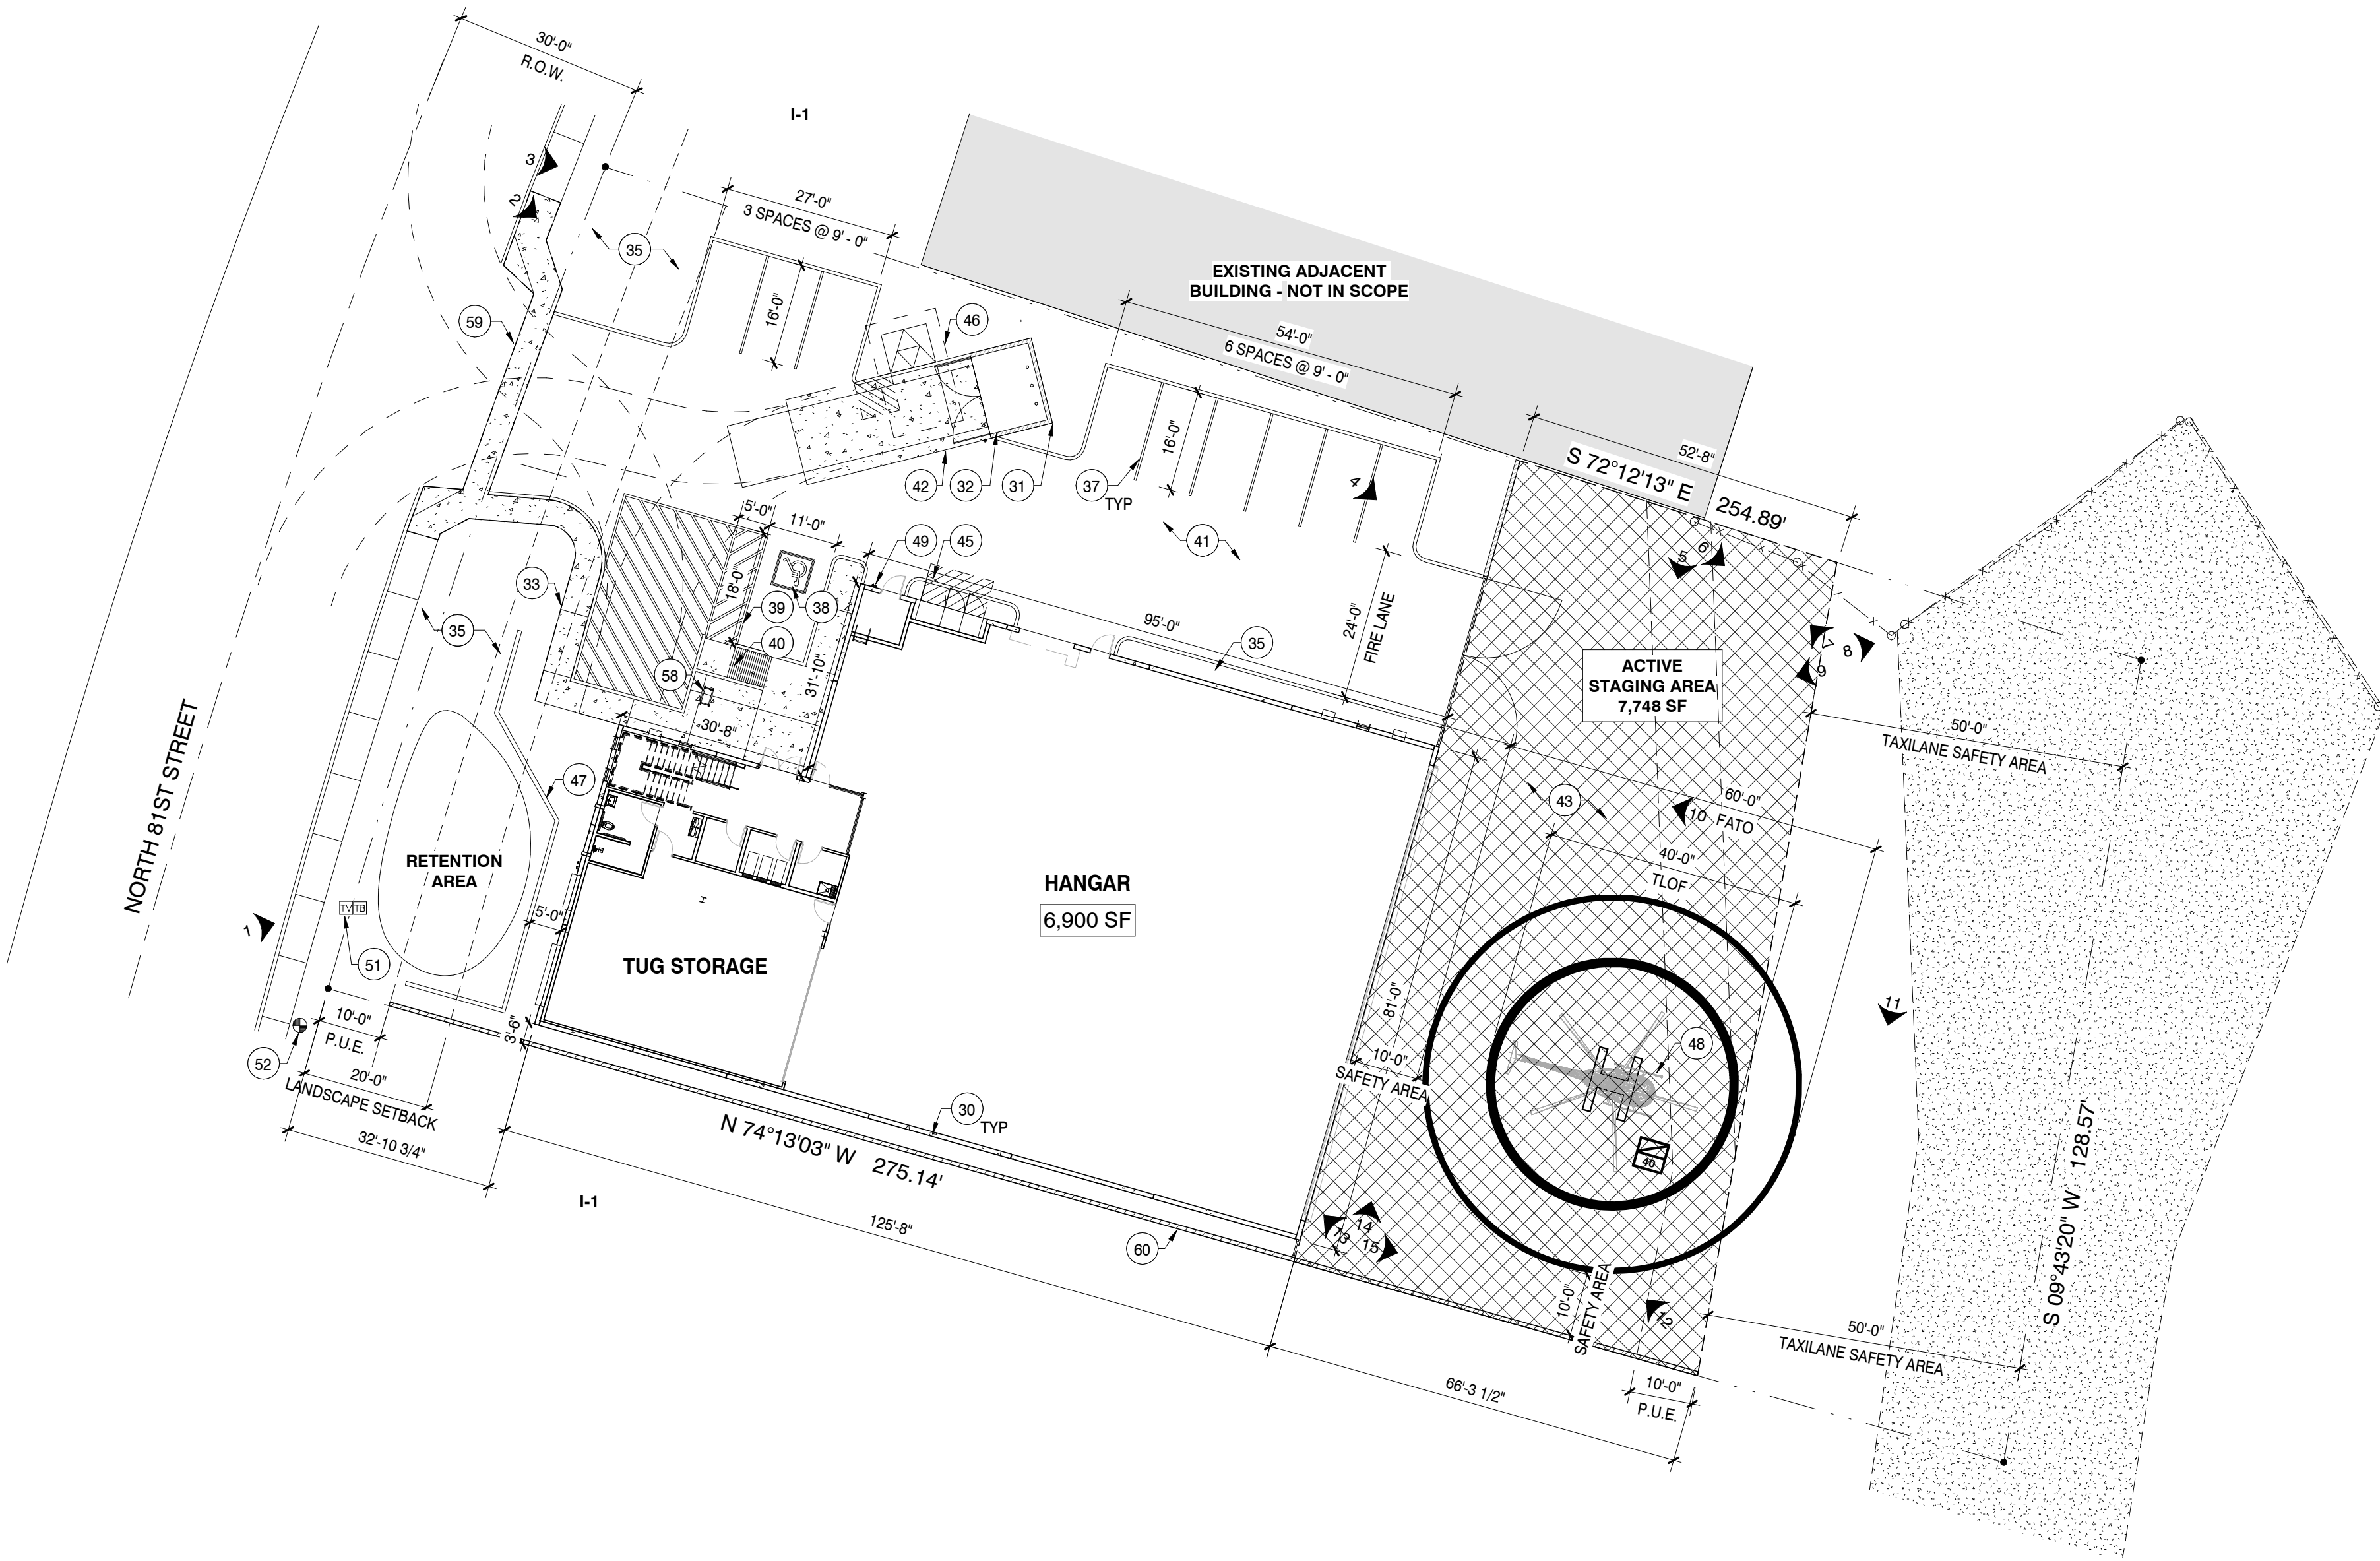 30'-0"
R.O.W.
I-1
3
2
35
27'-0"
3 SPACES @ 9' - 0"
16'-0"
EXISTING ADJACENT
BUILDING - NOT IN SCOPE
59
46
54'-0"
6 SPACES @ 9' - 0"
16'-0"
42
32
31
37
TYP
4
41
52'-8"
S 72°12'13" E 254.89'
5
6
5'-0"
11'-0"
18'-0"
49
45
33
39
38
40
35
58
31'-10"
30'-8"
95'-0"
35
24'-0"
FIRE LANE
ACTIVE
STAGING AREA
7,748 SF
7
8
9
50'-0"
TAXILANE SAFETY AREA
NORTH 81ST STREET
47
43
60'-0"
10
FATO
40'-0"
TLOF
RETENTION
AREA
HANGAR
6,900 SF
TV
TB
1
5'-0"
TUG STORAGE
51
81'-0"
11
48
10'-0"
SAFETY AREA
10'-0"
P.U.E.
3'-6"
52
20'-0"
LANDSCAPE SETBACK
32'-10 3/4"
30
TYP
N 74°13'03" W 275.14'
40
S 09°43'20" W 128.57'
I-1
125'-8"
60
13
14
15
10'-0"
SAFETY AREA
12
50'-0"
TAXILANE SAFETY AREA
66'-3 1/2"
10'-0"
P.U.E.
H